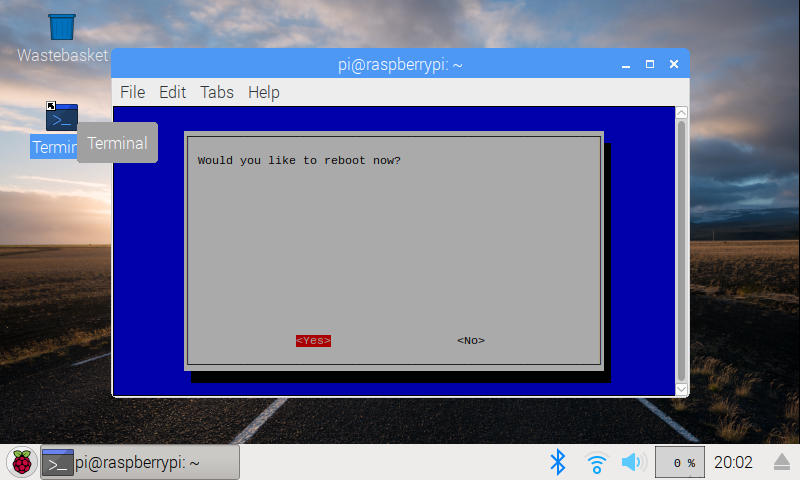 Wastebasket
pi@raspberrypi: ~
File Edit Tabs Help
>_
Termin
Terminal
Would you like to reboot now?
<Yes> <No>
>_
pi@raspberrypi: ~
0 %
20:02